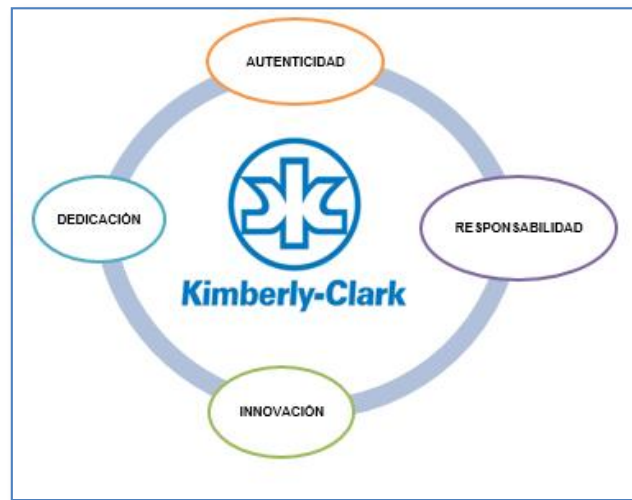 AUTENTICIDAD
DEDICACIÓN
RESPONSABILIDAD
Kimberly-Clark
INNOVACIÓN